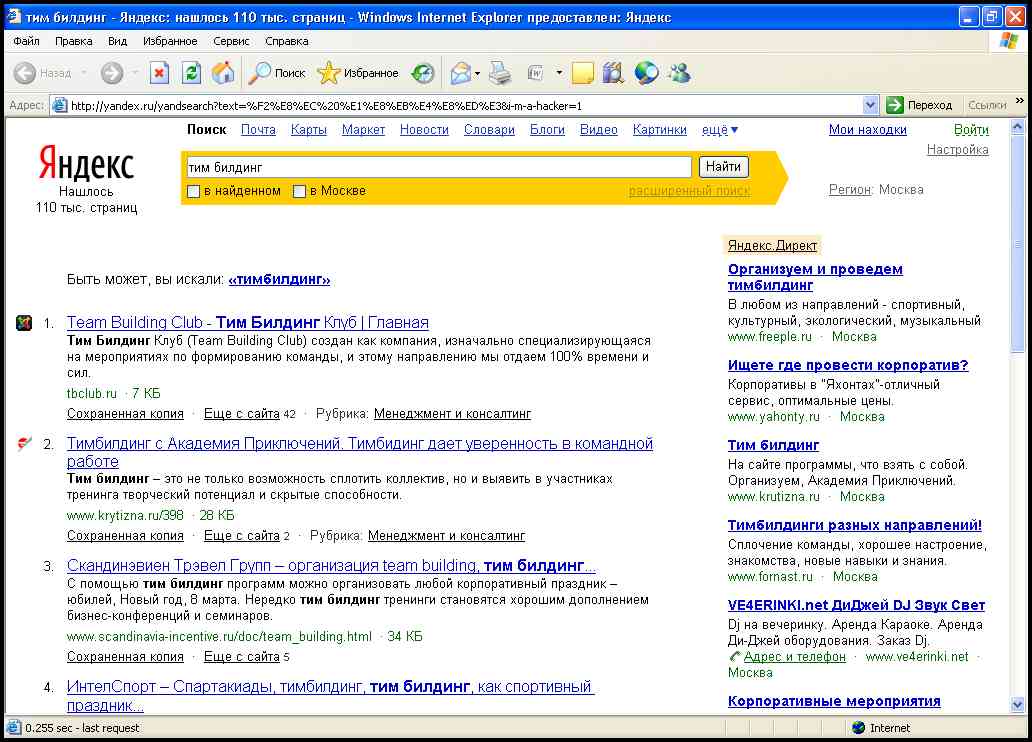 тим билдинг - Яндекс: нашлось 110 тыс. страниц - Windows Internet Explorer предоставлен: Яндекс
Файл Правка Вид Избранное Сервис Справка
Назад Поиск Избранное
Адрес: http://yandex.ru/yandsearch?text=%F2%E8%EC%20%E1%E8%EB%E4%E8%ED%E3&i-m-a-hacker=1 Переход Ссылки »
Поиск Почта Карты Маркет Новости Словари Блоги Видео Картинки ещё ▼ Мои находки Войти
Настройка
Яндекс
Нашлось
110 тыс. страниц
тим билдинг Найти
в найденном в Москве расширенный поиск
Регион: Москва
Быть может, вы искали: «тимбилдинг»
1. Team Building Club - Тим Билдинг Клуб | Главная
Тим Билдинг Клуб (Team Building Club) создан как компания, изначально специализирующаяся
на мероприятиях по формированию команды, и этому направлению мы отдаем 100% времени и
сил.
tbclub.ru · 7 КБ
Сохраненная копия · Еще с сайта 42 · Рубрика: Менеджмент и консалтинг
2. Тимбилдинг с Академия Приключений. Тимбидинг дает уверенность в командной
работе
Тим билдинг – это не только возможность сплотить коллектив, но и выявить в участниках
тренинга творческий потенциал и скрытые способности.
www.krytizna.ru/398 · 28 КБ
Сохраненная копия · Еще с сайта 2 · Рубрика: Менеджмент и консалтинг
3. Скандинэвиен Трэвел Групп – организация team building, тим билдинг...
С помощью тим билдинг программ можно организовать любой корпоративный праздник –
юбилей, Новый год, 8 марта. Нередко тим билдинг тренинги становятся хорошим дополнением
бизнес-конференций и семинаров.
www.scandinavia-incentive.ru/doc/team_building.html · 34 КБ
Сохраненная копия · Еще с сайта 5
4. ИнтелСпорт – Спартакиады, тимбилдинг, тим билдинг, как спортивный
праздник...
Яндекс.Директ
Организуем и проведем
тимбилдинг
В любом из направлений - спортивный,
культурный, экологический, музыкальный
www.freeple.ru · Москва
Ищете где провести корпоратив?
Корпоративы в "Яхонтах"-отличный
сервис, оптимальные цены.
www.yahonty.ru · Москва
Тим билдинг
На сайте программы, что взять с собой.
Организуем, Академия Приключений.
www.krutizna.ru · Москва
Тимбилдинги разных направлений!
Сплочение команды, хорошее настроение,
знакомства, новые навыки и знания.
www.fornast.ru · Москва
VE4ERINKI.net ДиДжей DJ Звук Свет
Dj на вечеринку. Аренда Караоке. Аренда
Ди-Джей оборудования. Заказ Dj.
Адрес и телефон · www.ve4erinki.net ·
Москва
Корпоративные мероприятия
0.255 sec - last request Internet